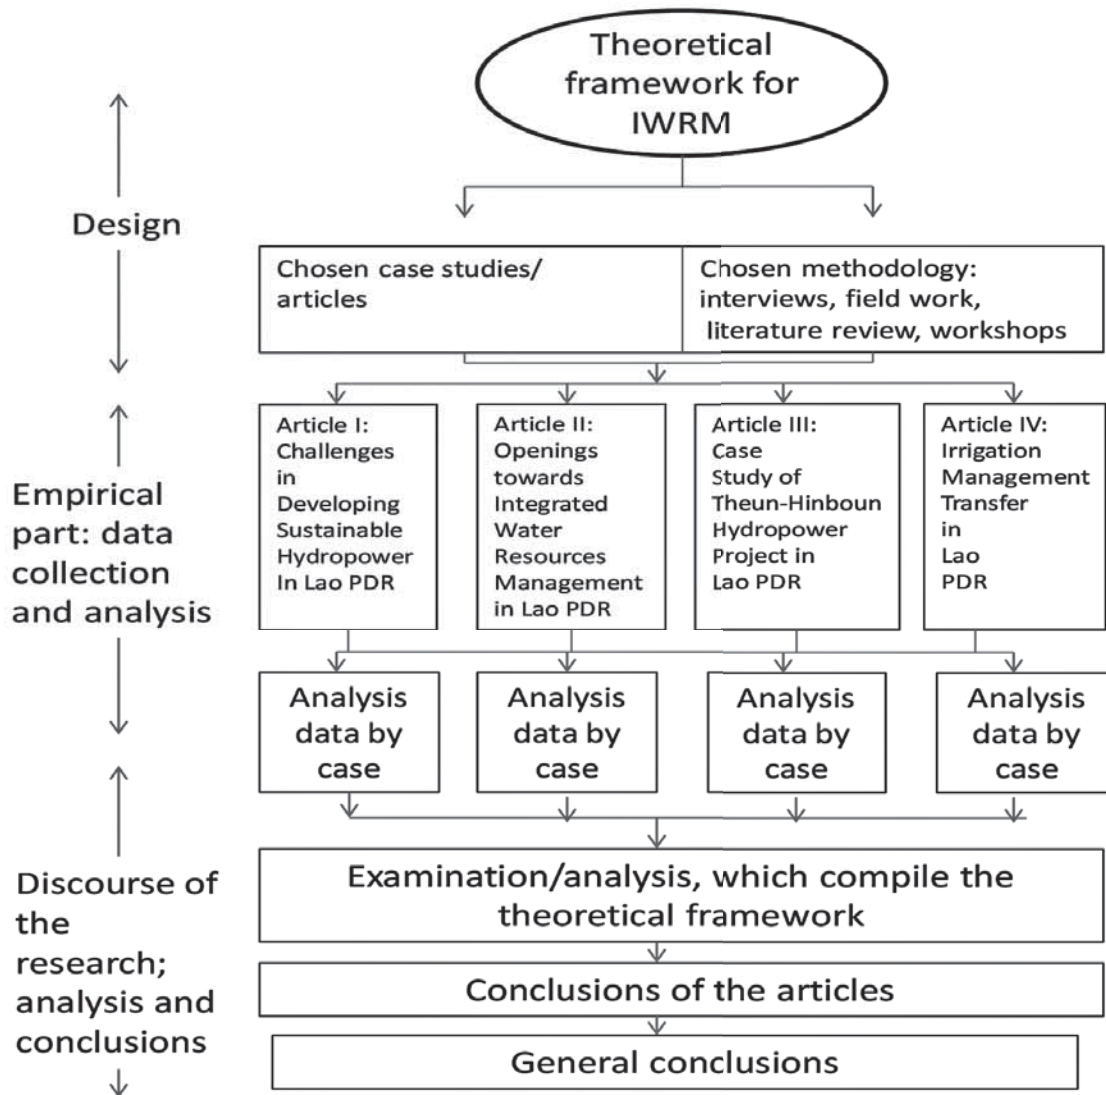 Theoretical
framework for
IWRM
Design
Chosen case studies/
articles
Chosen methodology:
interviews, field work,
literature review, workshops
Empirical
part: data
collection
and analysis
Article I:
Challenges
in
Developing
Sustainable
Hydropower
In Lao PDR
Article II:
Openings
towards
Integrated
Water
Resources
Management
in Lao PDR
Article III:
Case
Study of
Theun-Hinboun
Hydropower
Project in
Lao PDR
Article IV:
Irrigation
Management
Transfer
in
Lao
PDR
Analysis
data by
case
Analysis
data by
case
Analysis
data by
case
Analysis
data by
case
Discourse of
the
research;
analysis and
conclusions
Examination/analysis, which compile the
theoretical framework
Conclusions of the articles
General conclusions